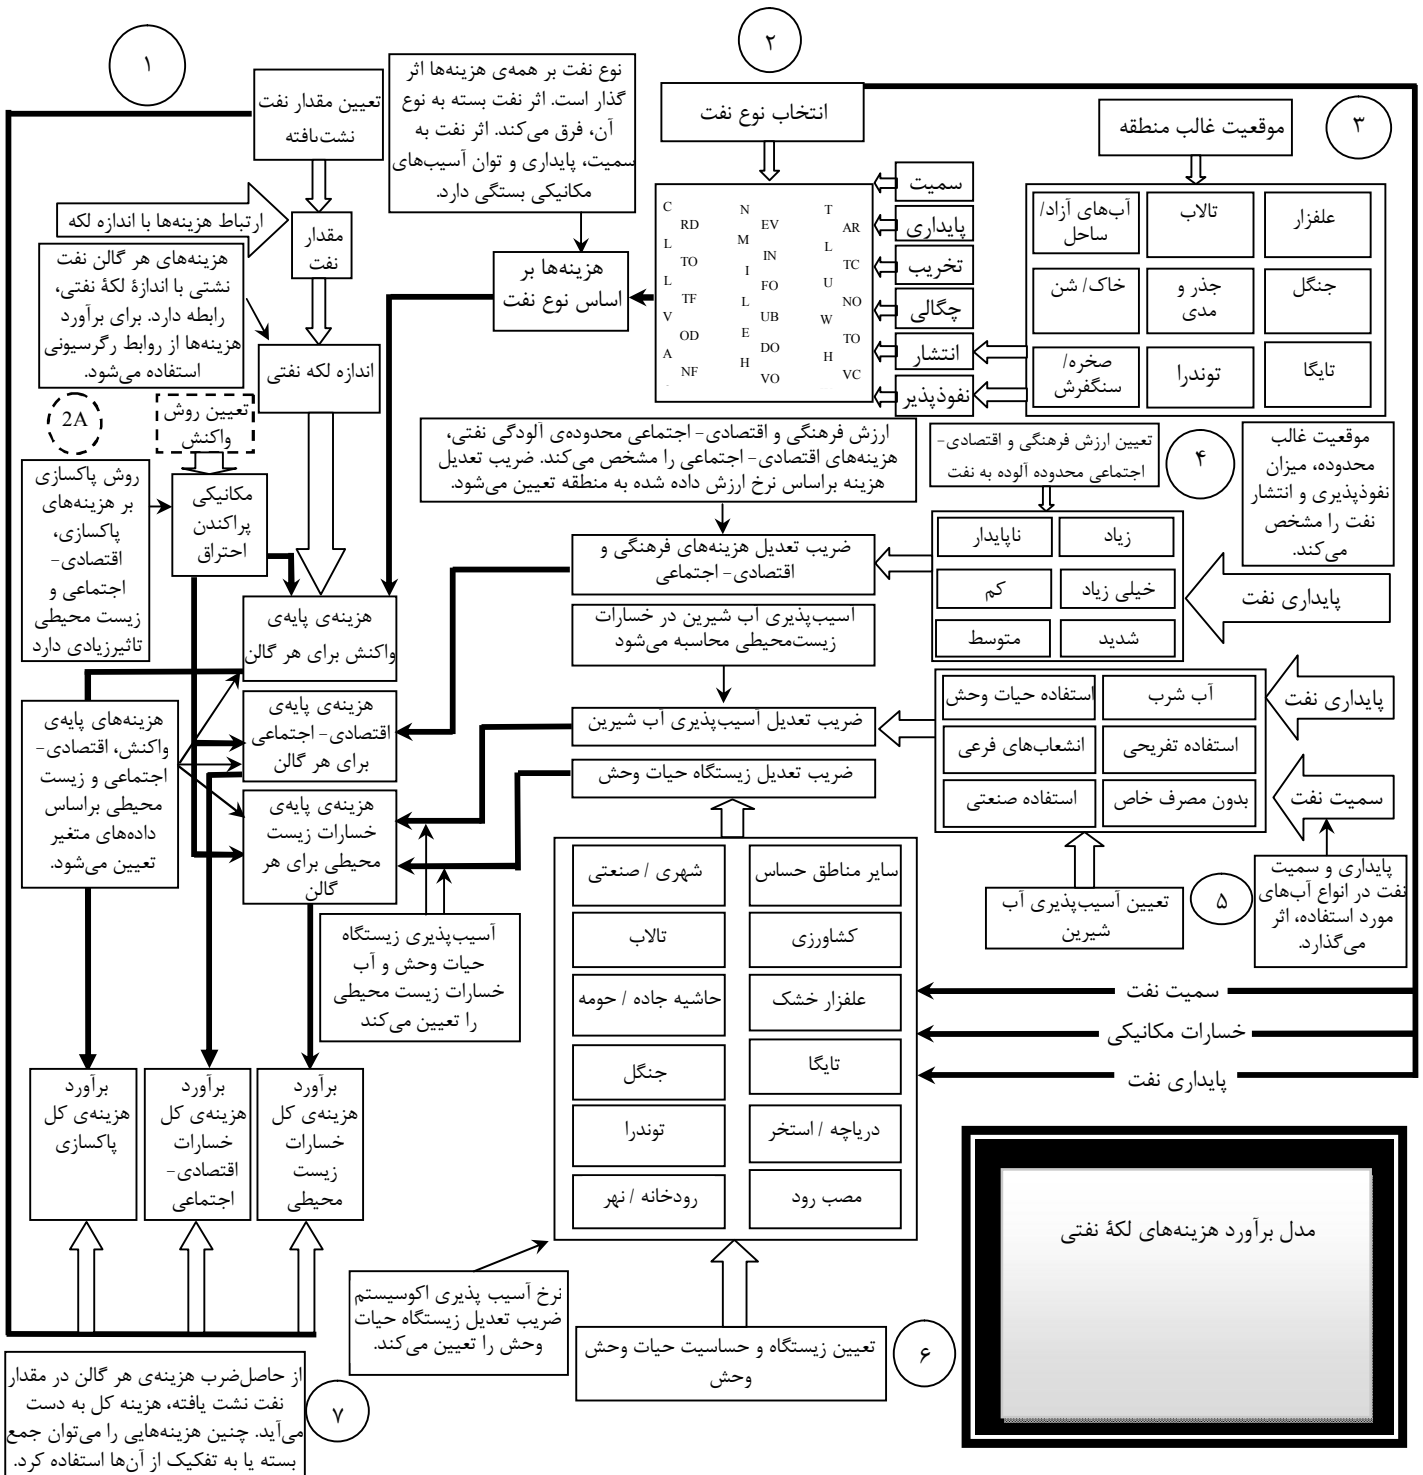 ۱
تعیین مقدار نفت
نشت‌یافته
ارتباط هزینه‌ها با اندازه لکه
مقدار
نفت
هزینه‌های هر گالن نفت
نشتی با اندازهٔ لکهٔ نفتی،
رابطه دارد. برای برآورد
هزینه‌ها از روابط رگرسیونی
استفاده می‌شود.
اندازه لکه نفتی
2A
تعیین روش
واکنش
روش پاکسازی
بر هزینه‌های
پاکسازی،
اقتصادی-
اجتماعی و
زیست محیطی
تاثیرزیادی دارد
مکانیکی
پراکندن
احتراق
۲
نوع نفت بر همه‌ی هزینه‌ها اثر
گذار است. اثر نفت بسته به نوع
آن، فرق می‌کند. اثر نفت به
سمیت، پایداری و توان آسیب‌های
مکانیکی بستگی دارد.
هزینه‌ها بر
اساس نوع نفت
انتخاب نوع نفت
C
RD
L
TO
L
TF
V
OD
A
NF
N
EV
M
IN
I
FO
L
UB
E
DO
H
VO
T
AR
L
TC
U
NO
W
TO
H
VC
سمیت
پایداری
تخریب
چگالی
انتشار
نفوذپذیر
۳
موقعیت غالب منطقه
علفزار
تالاب
آب‌های آزاد/
ساحل
جنگل
جذر و
مدی
خاک/ شن
تایگا
توندرا
صخره/
سنگفرش
موقعیت غالب
محدوده، میزان
نفوذپذیری و انتشار
نفت را مشخص
می‌کند.
۴
تعیین ارزش فرهنگی و اقتصادی-
اجتماعی محدوده آلوده به نفت
ارزش فرهنگی و اقتصادی- اجتماعی محدوده‌ی آلودگی نفتی،
هزینه‌های اقتصادی- اجتماعی را مشخص می‌کند. ضریب تعدیل
هزینه براساس نرخ ارزش داده شده به منطقه تعیین می‌شود.
زیاد
ناپایدار
خیلی زیاد
کم
شدید
متوسط
پایداری نفت
ضریب تعدیل هزینه‌های فرهنگی و
اقتصادی- اجتماعی
اسیب‌پذیری اب شیرین در خسارات
زیست‌محیطی محاسبه می‌شود
ضریب تعدیل آسیب‌پذیری آب شیرین
ضریب تعدیل زیستگاه حیات وحش
آب شرب
استفاده حیات وحش
استفاده تفریحی
انشعاب‌های فرعی
بدون مصرف خاص
استفاده صنعتی
پایداری نفت
سمیت نفت
پایداری و سمیت
نفت در انواع آب‌های
مورد استفاده، اثر
می‌گذارد.
۵
تعیین آسیب‌پذیری آب
شیرین
هزینه‌ی پایه‌ی
واکنش برای هر گالن
هزینه‌ی پایه‌ی
اقتصادی- اجتماعی
برای هر گالن
هزینه‌ی پایه‌ی
خسارات زیست
محیطی برای هر
گالن
هزینه‌های پایه‌ی
واکنش، اقتصادی-
اجتماعی و زیست
محیطی براساس
داده‌های متغیر
تعیین می‌شود.
آسیب‌پذیری زیستگاه
حیات وحش و آب
خسارات زیست محیطی
را تعیین می‌کند
سایر مناطق حساس
شهری / صنعتی
کشاورزی
تالاب
علفزار خشک
حاشیه جاده / حومه
تایگا
جنگل
دریاچه / استخر
توندرا
مصب رود
رودخانه / نهر
سمیت نفت
خسارات مکانیکی
پایداری نفت
برآورد
هزینه‌ی کل
پاکسازی
برآورد
هزینه‌ی کل
خسارات
اقتصادی-
اجتماعی
برآورد
هزینه‌ی کل
خسارات
زیست
محیطی
نرخ آسیب پذیری اکوسیستم
ضریب تعدیل زیستگاه حیات
وحش را تعیین می‌کند.
تعیین زیستگاه و حساسیت حیات وحش
وحش
۶
مدل برآورد هزینه‌های لکهٔ نفتی
۷
از حاصل‌ضرب هزینه‌ی هر گالن در مقدار
نفت نشت یافته، هزینه کل به دست
می‌آید. چنین هزینه‌هایی را می‌توان جمع
بسته یا به تفکیک از آن‌ها استفاده کرد.